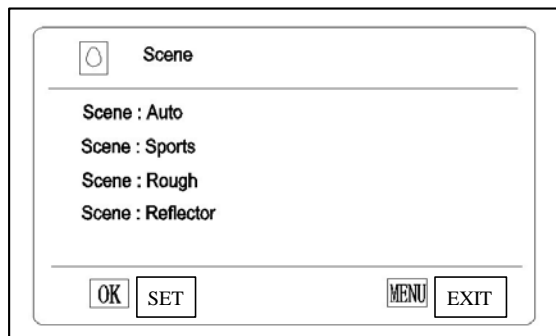 Scene
Scene : Auto
Scene : Sports
Scene : Rough
Scene : Reflector
OK SET MENU EXIT